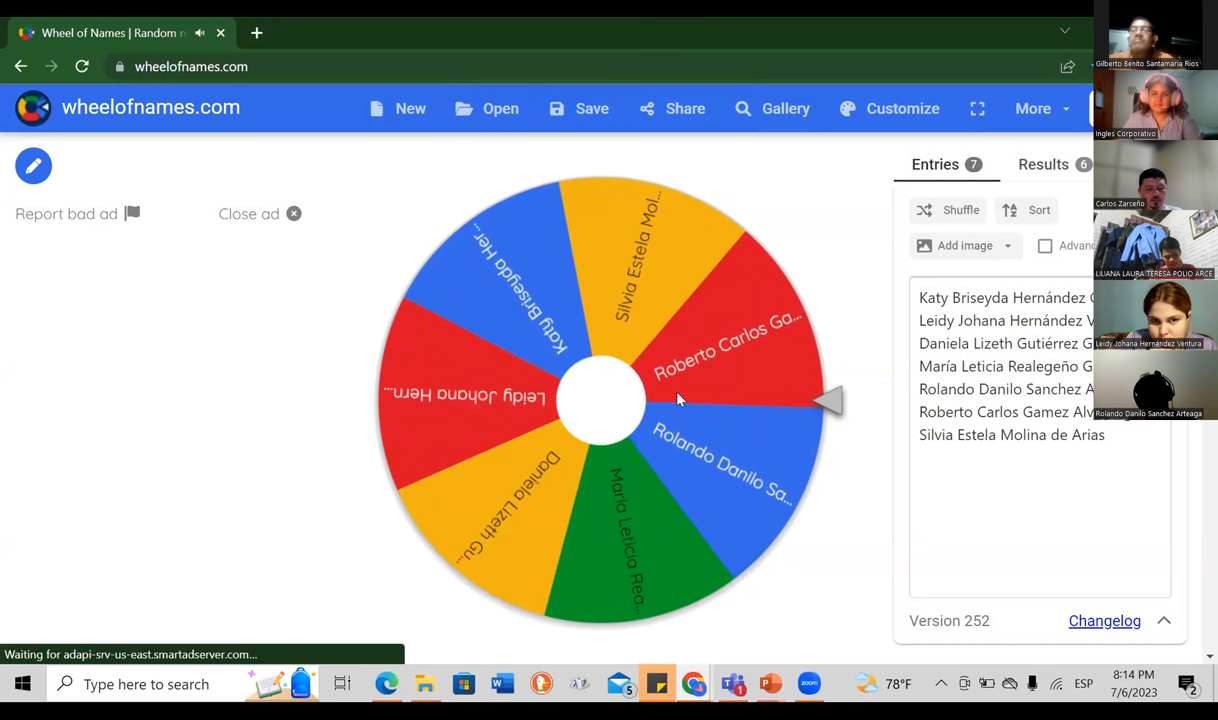 Wheel of Names | Random n
wheelofnames.com
wheelofnames.com
New
Open
Save
Share
Gallery
Customize
More
Report bad ad
Close ad
Entries 7
Results 6
Shuffle
Sort
Add image
Advanc
Silvia Estela Mol...
Roberto Carlos Ga...
Rolando Danilo Sa...
María Leticia Rea...
Daniela Lizeth Gu...
Leidy Johana Hern...
Katy Briseyda Her...
Katy Briseyda Hernández G
Leidy Johana Hernández V
Daniela Lizeth Gutiérrez G
María Leticia Realegeño G
Rolando Danilo Sanchez A
Roberto Carlos Gamez Alv
Silvia Estela Molina de Arias
Version 252
Changelog
Gilberto Benito Santamaria Rios
Ingles Corporativo
Carlos Zarceño
LILIANA LAURA TERESA POLIO ARCE
Leidy Johana Hernández Ventura
Rolando Danilo Sanchez Arteaga
Waiting for adapi-srv-us-east.smartadserver.com...
Type here to search
5
1
zoom
78°F
ESP
8:14 PM
7/6/2023
2